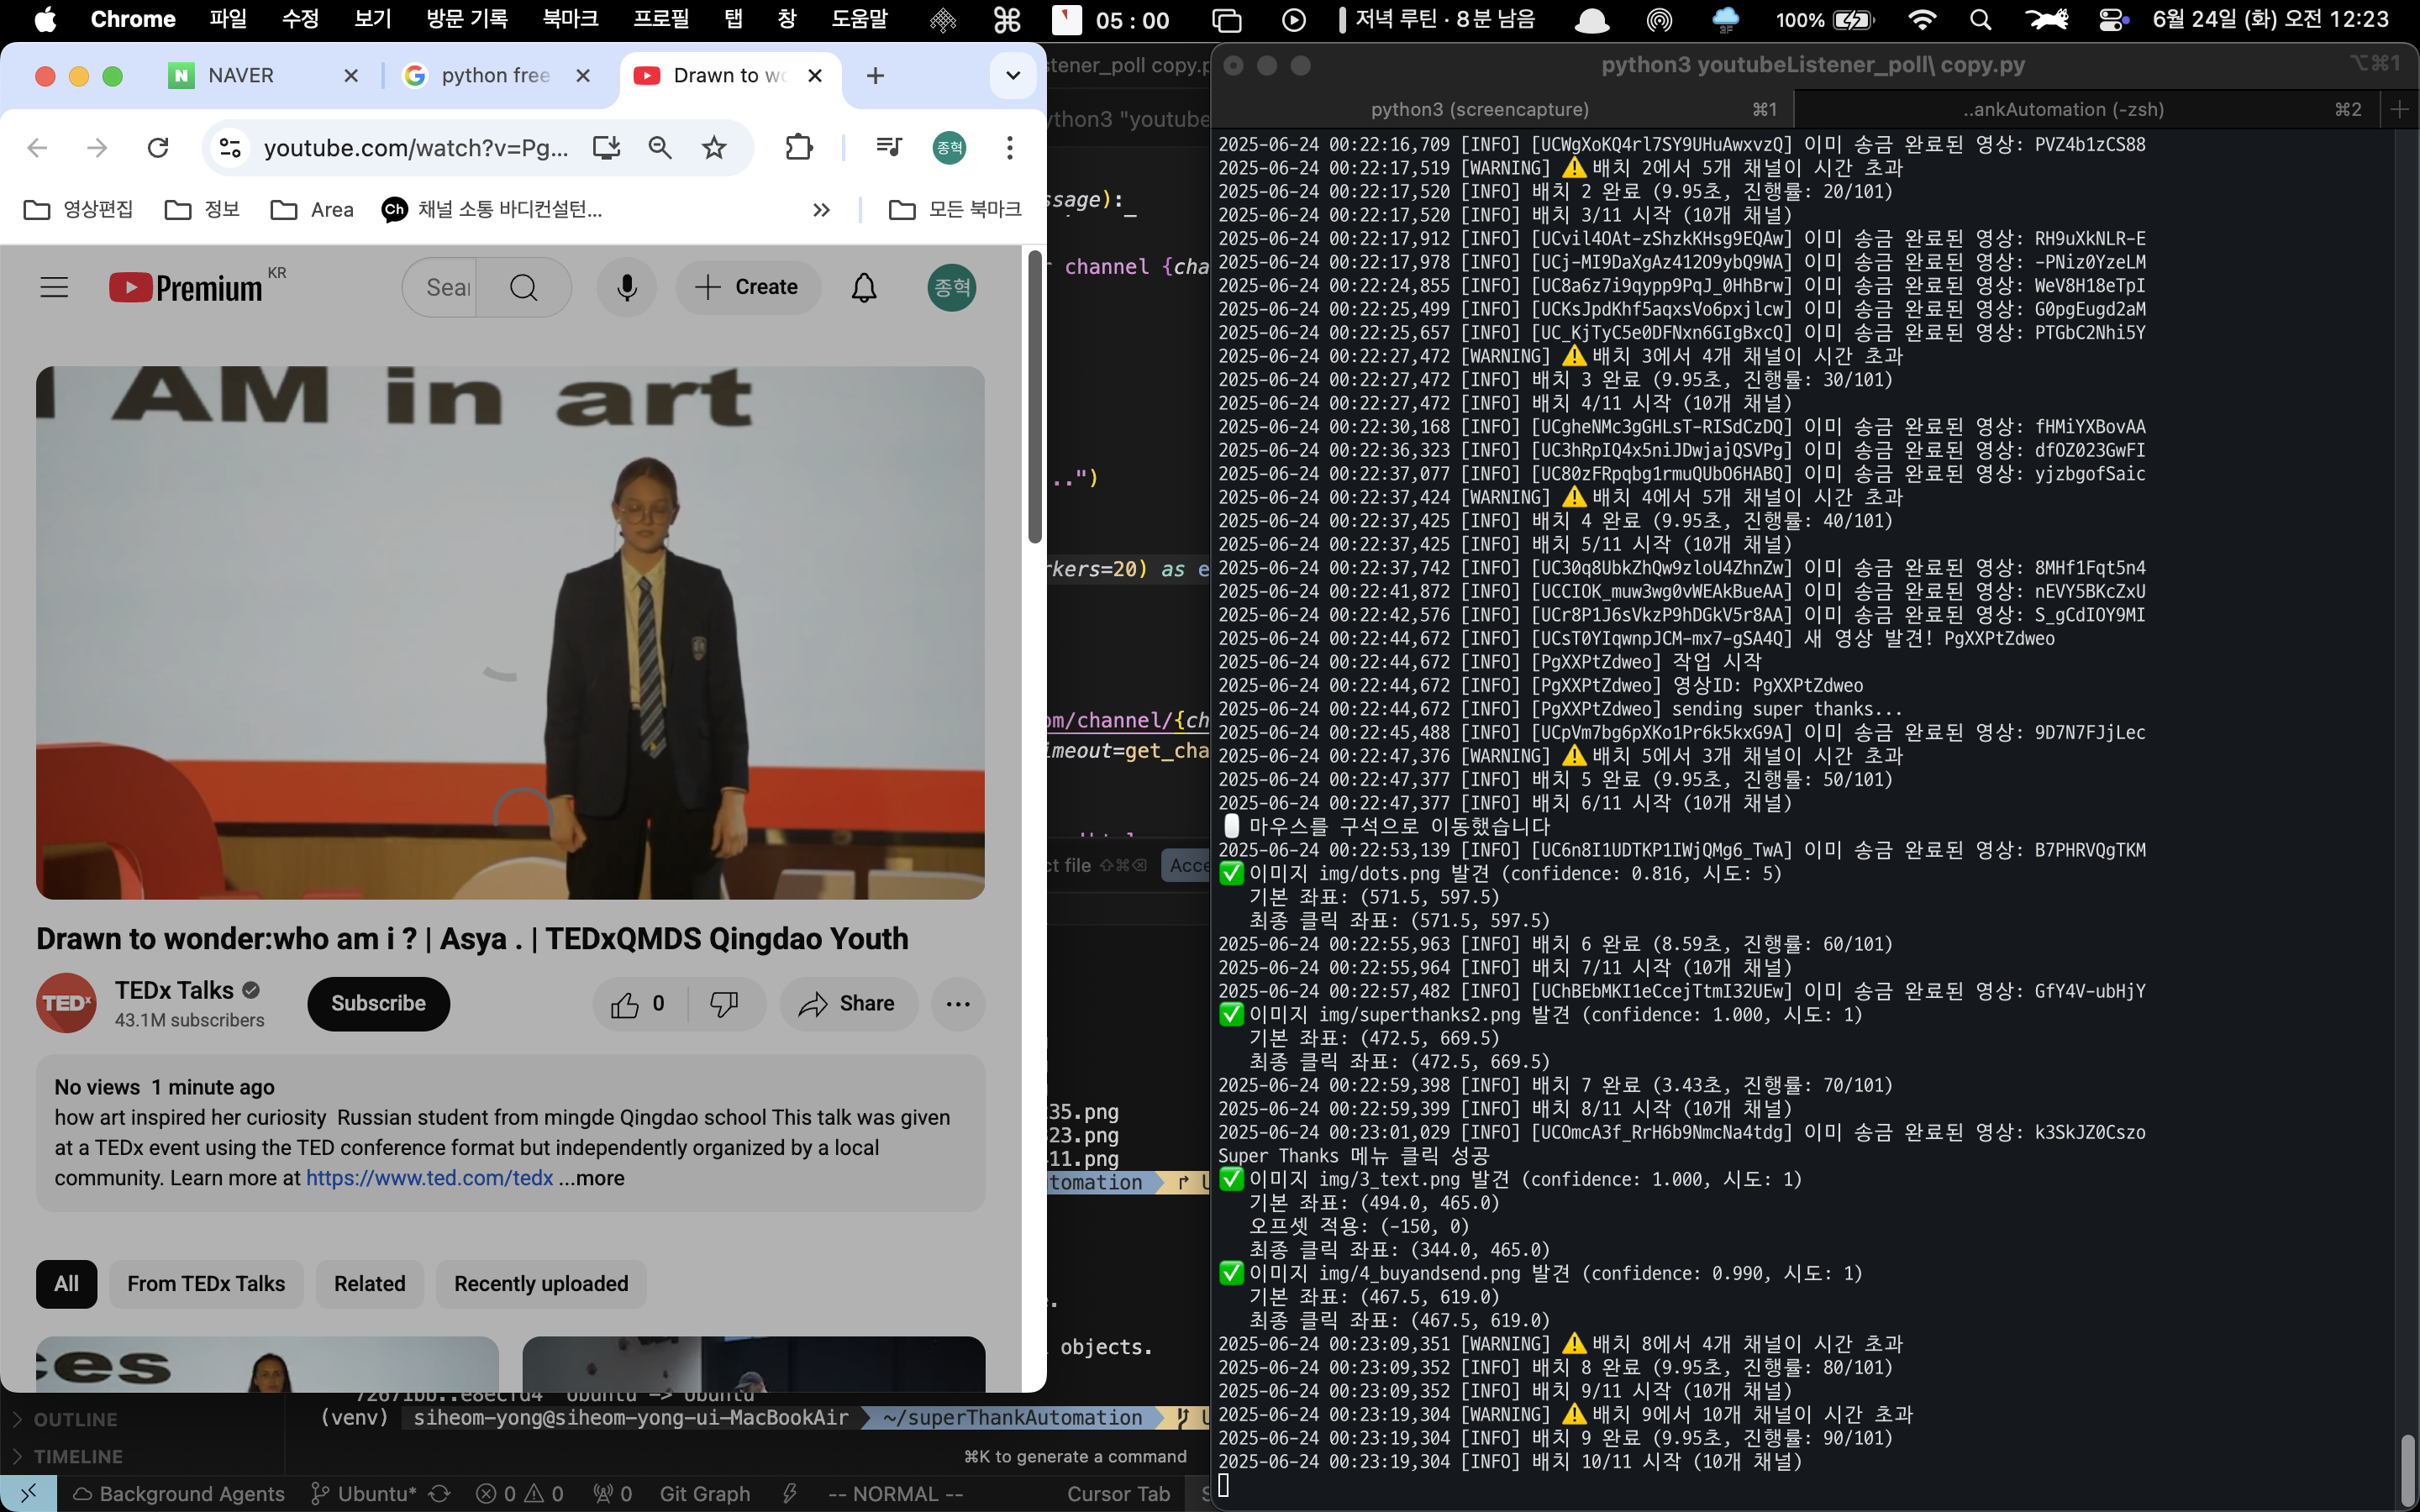 Chrome 파일 수정 보기 방문 기록 북마크 프로필 탭 창 도움말 05 : 00 저녁 루틴 · 8분 남음 3F 100% 6월 24일 (화) 오전 12:23
NAVER
python free
Drawn to wo
youtube.com/watch?v=Pg...
종혁
영상편집
정보
Area
Ch 채널 소통 바디컨설턴...
모든 북마크
Premium KR
Sear
Create
종혁
I AM in art
Drawn to wonder:who am i ? | Asya . | TEDxQMDS Qingdao Youth
TEDx
TEDx Talks
43.1M subscribers
Subscribe
0
Share
No views 1 minute ago
how art inspired her curiosity Russian student from mingde Qingdao school This talk was given
at a TEDx event using the TED conference format but independently organized by a local
community. Learn more at https://www.ted.com/tedx ...more
All
From TEDx Talks
Related
Recently uploaded
ces
stener_poll copy.p
ython3 "youtube
ssage):
r channel {cha
..")
rkers=20) as e
om/channel/{ch
imeout=get_cha
ct file ⇧⌘⌫ Acce
35.png
23.png
11.png
tomation
objects.
72671bb..e8ecfd4 Ubuntu -> Ubuntu
(venv) siheom-yong@siheom-yong-ui-MacBookAir ~/superThankAutomation
⌘K to generate a command
OUTLINE
TIMELINE
Background Agents Ubuntu* 0 0 0 Git Graph -- NORMAL -- Cursor Tab
python3 youtubeListener_poll\ copy.py ⌥⌘1
python3 (screencapture) ⌘1
..ankAutomation (-zsh) ⌘2
2025-06-24 00:22:16,709 [INFO] [UCWgXoKQ4rl7SY9UHuAwxvzQ] 이미 송금 완료된 영상: PVZ4b1zCS88
2025-06-24 00:22:17,519 [WARNING] ⚠️ 배치 2에서 5개 채널이 시간 초과
2025-06-24 00:22:17,520 [INFO] 배치 2 완료 (9.95초, 진행률: 20/101)
2025-06-24 00:22:17,520 [INFO] 배치 3/11 시작 (10개 채널)
2025-06-24 00:22:17,912 [INFO] [UCvil4OAt-zShzkKHsg9EQAw] 이미 송금 완료된 영상: RH9uXkNLR-E
2025-06-24 00:22:17,978 [INFO] [UCj-MI9DaXgAz412O9ybQ9WA] 이미 송금 완료된 영상: -PNiz0YzeLM
2025-06-24 00:22:24,855 [INFO] [UC8a6z7i9qypp9PqJ_0HhBrw] 이미 송금 완료된 영상: WeV8H18eTpI
2025-06-24 00:22:25,499 [INFO] [UCKsJpdKhf5aqxsVo6pxjlcw] 이미 송금 완료된 영상: G0pgEugd2aM
2025-06-24 00:22:25,657 [INFO] [UC_KjTyC5e0DFNxn6GIgBxcQ] 이미 송금 완료된 영상: PTGbC2Nhi5Y
2025-06-24 00:22:27,472 [WARNING] ⚠️ 배치 3에서 4개 채널이 시간 초과
2025-06-24 00:22:27,472 [INFO] 배치 3 완료 (9.95초, 진행률: 30/101)
2025-06-24 00:22:27,472 [INFO] 배치 4/11 시작 (10개 채널)
2025-06-24 00:22:30,168 [INFO] [UCgheNMc3gGHLsT-RISdCzDQ] 이미 송금 완료된 영상: fHMiYXBovAA
2025-06-24 00:22:36,323 [INFO] [UC3hRpIQ4x5niJDwjajQSVPg] 이미 송금 완료된 영상: dfOZ023GwFI
2025-06-24 00:22:37,077 [INFO] [UC80zFRpqbg1rmuQUbO6HABQ] 이미 송금 완료된 영상: yjzbgofSaic
2025-06-24 00:22:37,424 [WARNING] ⚠️ 배치 4에서 5개 채널이 시간 초과
2025-06-24 00:22:37,425 [INFO] 배치 4 완료 (9.95초, 진행률: 40/101)
2025-06-24 00:22:37,425 [INFO] 배치 5/11 시작 (10개 채널)
2025-06-24 00:22:37,742 [INFO] [UC30q8UbkZhQw9zloU4ZhnZw] 이미 송금 완료된 영상: 8MHf1Fqt5n4
2025-06-24 00:22:41,872 [INFO] [UCCIOK_muw3wg0vWEAkBueAA] 이미 송금 완료된 영상: nEVY5BKcZxU
2025-06-24 00:22:42,576 [INFO] [UCr8P1J6sVkzP9hDGkV5r8AA] 이미 송금 완료된 영상: S_gCdIOY9MI
2025-06-24 00:22:44,672 [INFO] [UCsT0YIqwnpJCM-mx7-gSA4Q] 새 영상 발견! PgXXPtZdweo
2025-06-24 00:22:44,672 [INFO] [PgXXPtZdweo] 작업 시작
2025-06-24 00:22:44,672 [INFO] [PgXXPtZdweo] 영상ID: PgXXPtZdweo
2025-06-24 00:22:44,672 [INFO] [PgXXPtZdweo] sending super thanks...
2025-06-24 00:22:45,488 [INFO] [UCpVm7bg6pXKo1Pr6k5kxG9A] 이미 송금 완료된 영상: 9D7N7FJjLec
2025-06-24 00:22:47,376 [WARNING] ⚠️ 배치 5에서 3개 채널이 시간 초과
2025-06-24 00:22:47,377 [INFO] 배치 5 완료 (9.95초, 진행률: 50/101)
2025-06-24 00:22:47,377 [INFO] 배치 6/11 시작 (10개 채널)
마우스를 구석으로 이동했습니다
2025-06-24 00:22:53,139 [INFO] [UC6n8I1UDTKP1IWjQMg6_TwA] 이미 송금 완료된 영상: B7PHRVQgTKM
✅ 이미지 img/dots.png 발견 (confidence: 0.816, 시도: 5)
기본 좌표: (571.5, 597.5)
최종 클릭 좌표: (571.5, 597.5)
2025-06-24 00:22:55,963 [INFO] 배치 6 완료 (8.59초, 진행률: 60/101)
2025-06-24 00:22:55,964 [INFO] 배치 7/11 시작 (10개 채널)
2025-06-24 00:22:57,482 [INFO] [UChBEbMKI1eCcejTtmI32UEw] 이미 송금 완료된 영상: GfY4V-ubHjY
✅ 이미지 img/superthanks2.png 발견 (confidence: 1.000, 시도: 1)
기본 좌표: (472.5, 669.5)
최종 클릭 좌표: (472.5, 669.5)
2025-06-24 00:22:59,398 [INFO] 배치 7 완료 (3.43초, 진행률: 70/101)
2025-06-24 00:22:59,399 [INFO] 배치 8/11 시작 (10개 채널)
2025-06-24 00:23:01,029 [INFO] [UCOmcA3f_RrH6b9NmcNa4tdg] 이미 송금 완료된 영상: k3SkJZ0Cszo
Super Thanks 메뉴 클릭 성공
✅ 이미지 img/3_text.png 발견 (confidence: 1.000, 시도: 1)
기본 좌표: (494.0, 465.0)
오프셋 적용: (-150, 0)
최종 클릭 좌표: (344.0, 465.0)
✅ 이미지 img/4_buyandsend.png 발견 (confidence: 0.990, 시도: 1)
기본 좌표: (467.5, 619.0)
최종 클릭 좌표: (467.5, 619.0)
2025-06-24 00:23:09,351 [WARNING] ⚠️ 배치 8에서 4개 채널이 시간 초과
2025-06-24 00:23:09,352 [INFO] 배치 8 완료 (9.95초, 진행률: 80/101)
2025-06-24 00:23:09,352 [INFO] 배치 9/11 시작 (10개 채널)
2025-06-24 00:23:19,304 [WARNING] ⚠️ 배치 9에서 10개 채널이 시간 초과
2025-06-24 00:23:19,304 [INFO] 배치 9 완료 (9.95초, 진행률: 90/101)
2025-06-24 00:23:19,304 [INFO] 배치 10/11 시작 (10개 채널)